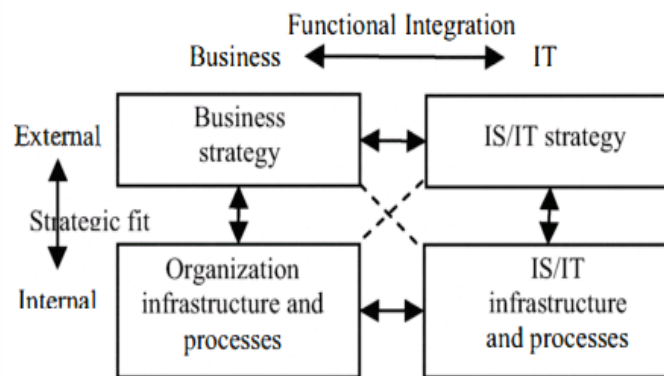 Functional Integration
Business IT
External
Business
strategy
IS/IT strategy
Strategic fit
Internal
Organization
infrastructure and
processes
IS/IT
infrastructure
and processes